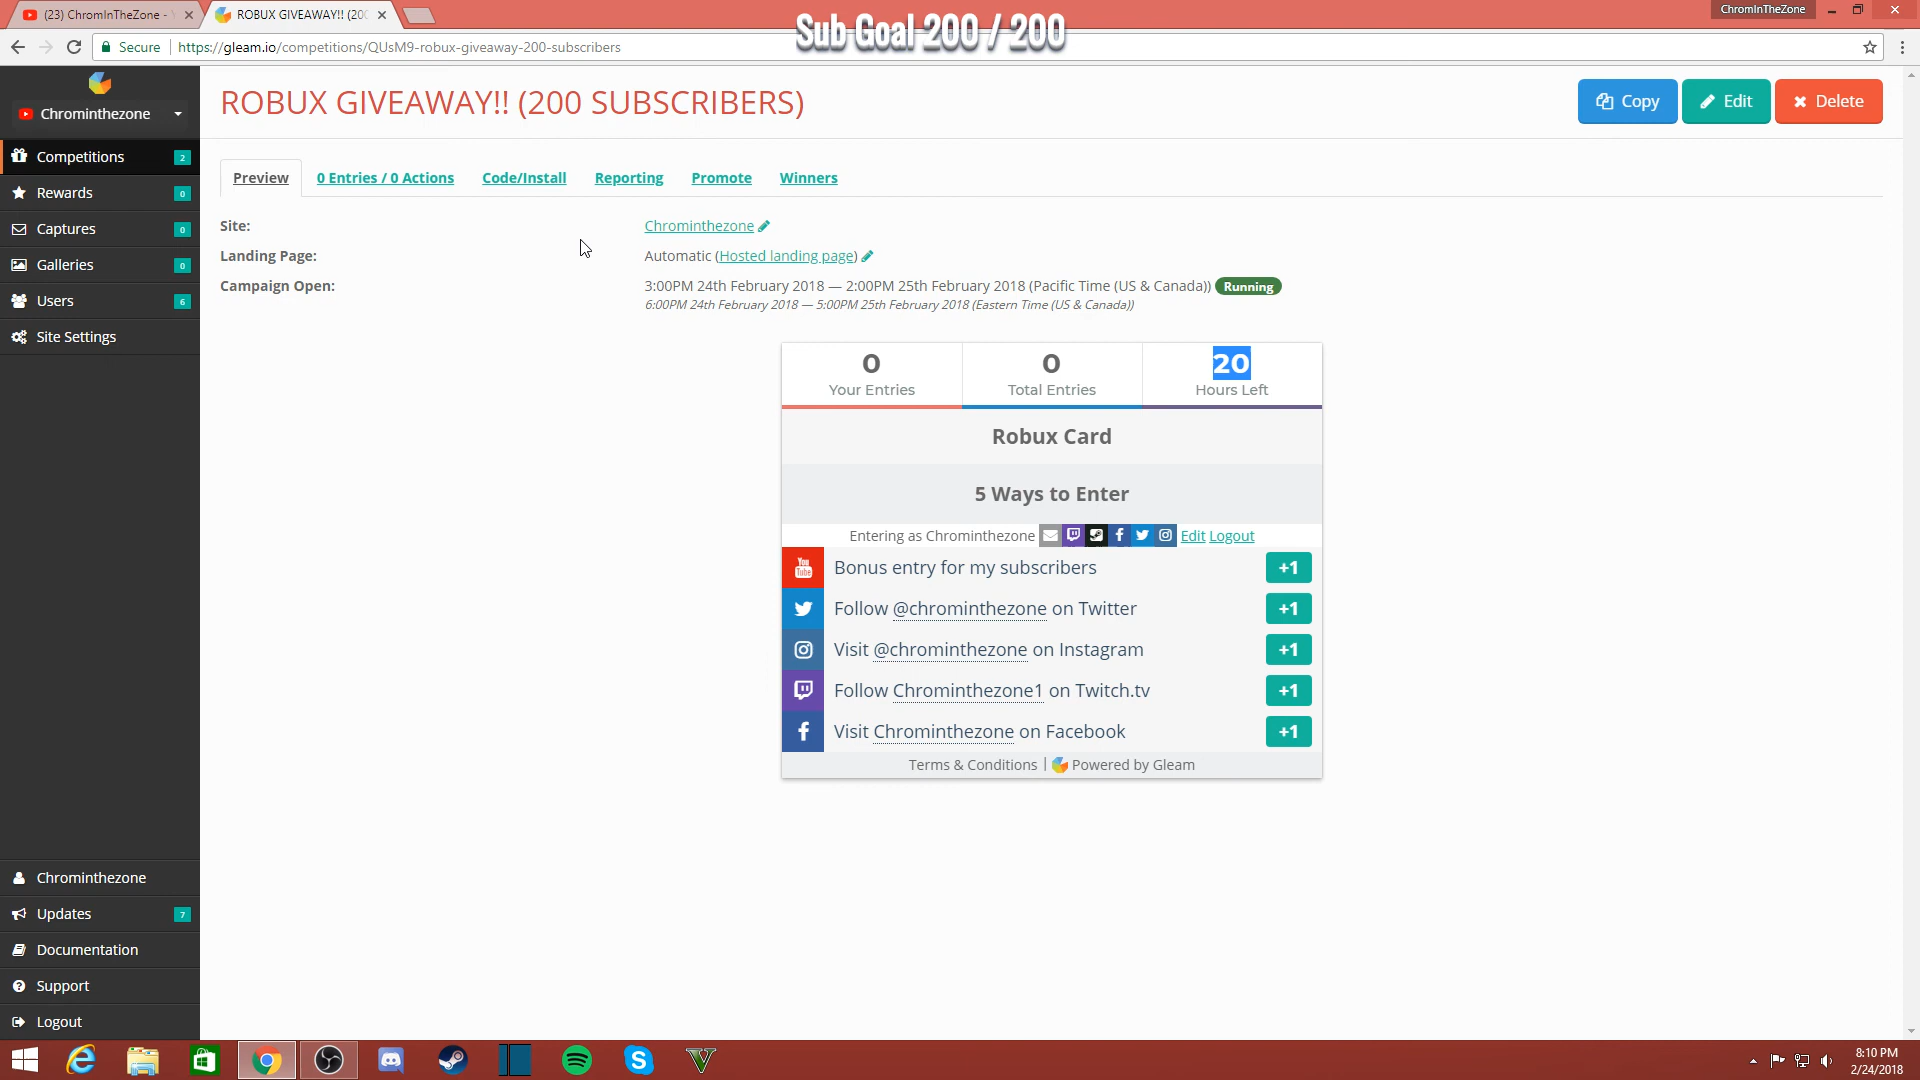 (23) ChromInTheZone - Y
ROBUX GIVEAWAY!! (200
ChromInTheZone
Secure
https://gleam.io/competitions/QUsM9-robux-giveaway-200-subscribers
Sub Goal 200 / 200
Chrominthezone
ROBUX GIVEAWAY!! (200 SUBSCRIBERS)
Copy
Edit
Delete
Competitions 2
Rewards 0
Captures 0
Galleries 0
Users 6
Site Settings
Preview
0 Entries / 0 Actions
Code/Install
Reporting
Promote
Winners
Site:
Chrominthezone
Landing Page:
Automatic (Hosted landing page)
Campaign Open:
3:00PM 24th February 2018 — 2:00PM 25th February 2018 (Pacific Time (US & Canada)) Running
6:00PM 24th February 2018 — 5:00PM 25th February 2018 (Eastern Time (US & Canada))
0
Your Entries
0
Total Entries
20
Hours Left
Robux Card
5 Ways to Enter
Entering as Chrominthezone
Edit Logout
You Tube
Bonus entry for my subscribers +1
Follow @chrominthezone on Twitter +1
Visit @chrominthezone on Instagram +1
Follow Chrominthezone1 on Twitch.tv +1
Visit Chrominthezone on Facebook +1
Terms & Conditions | Powered by Gleam
Chrominthezone
Updates 7
Documentation
Support
Logout
8:10 PM
2/24/2018